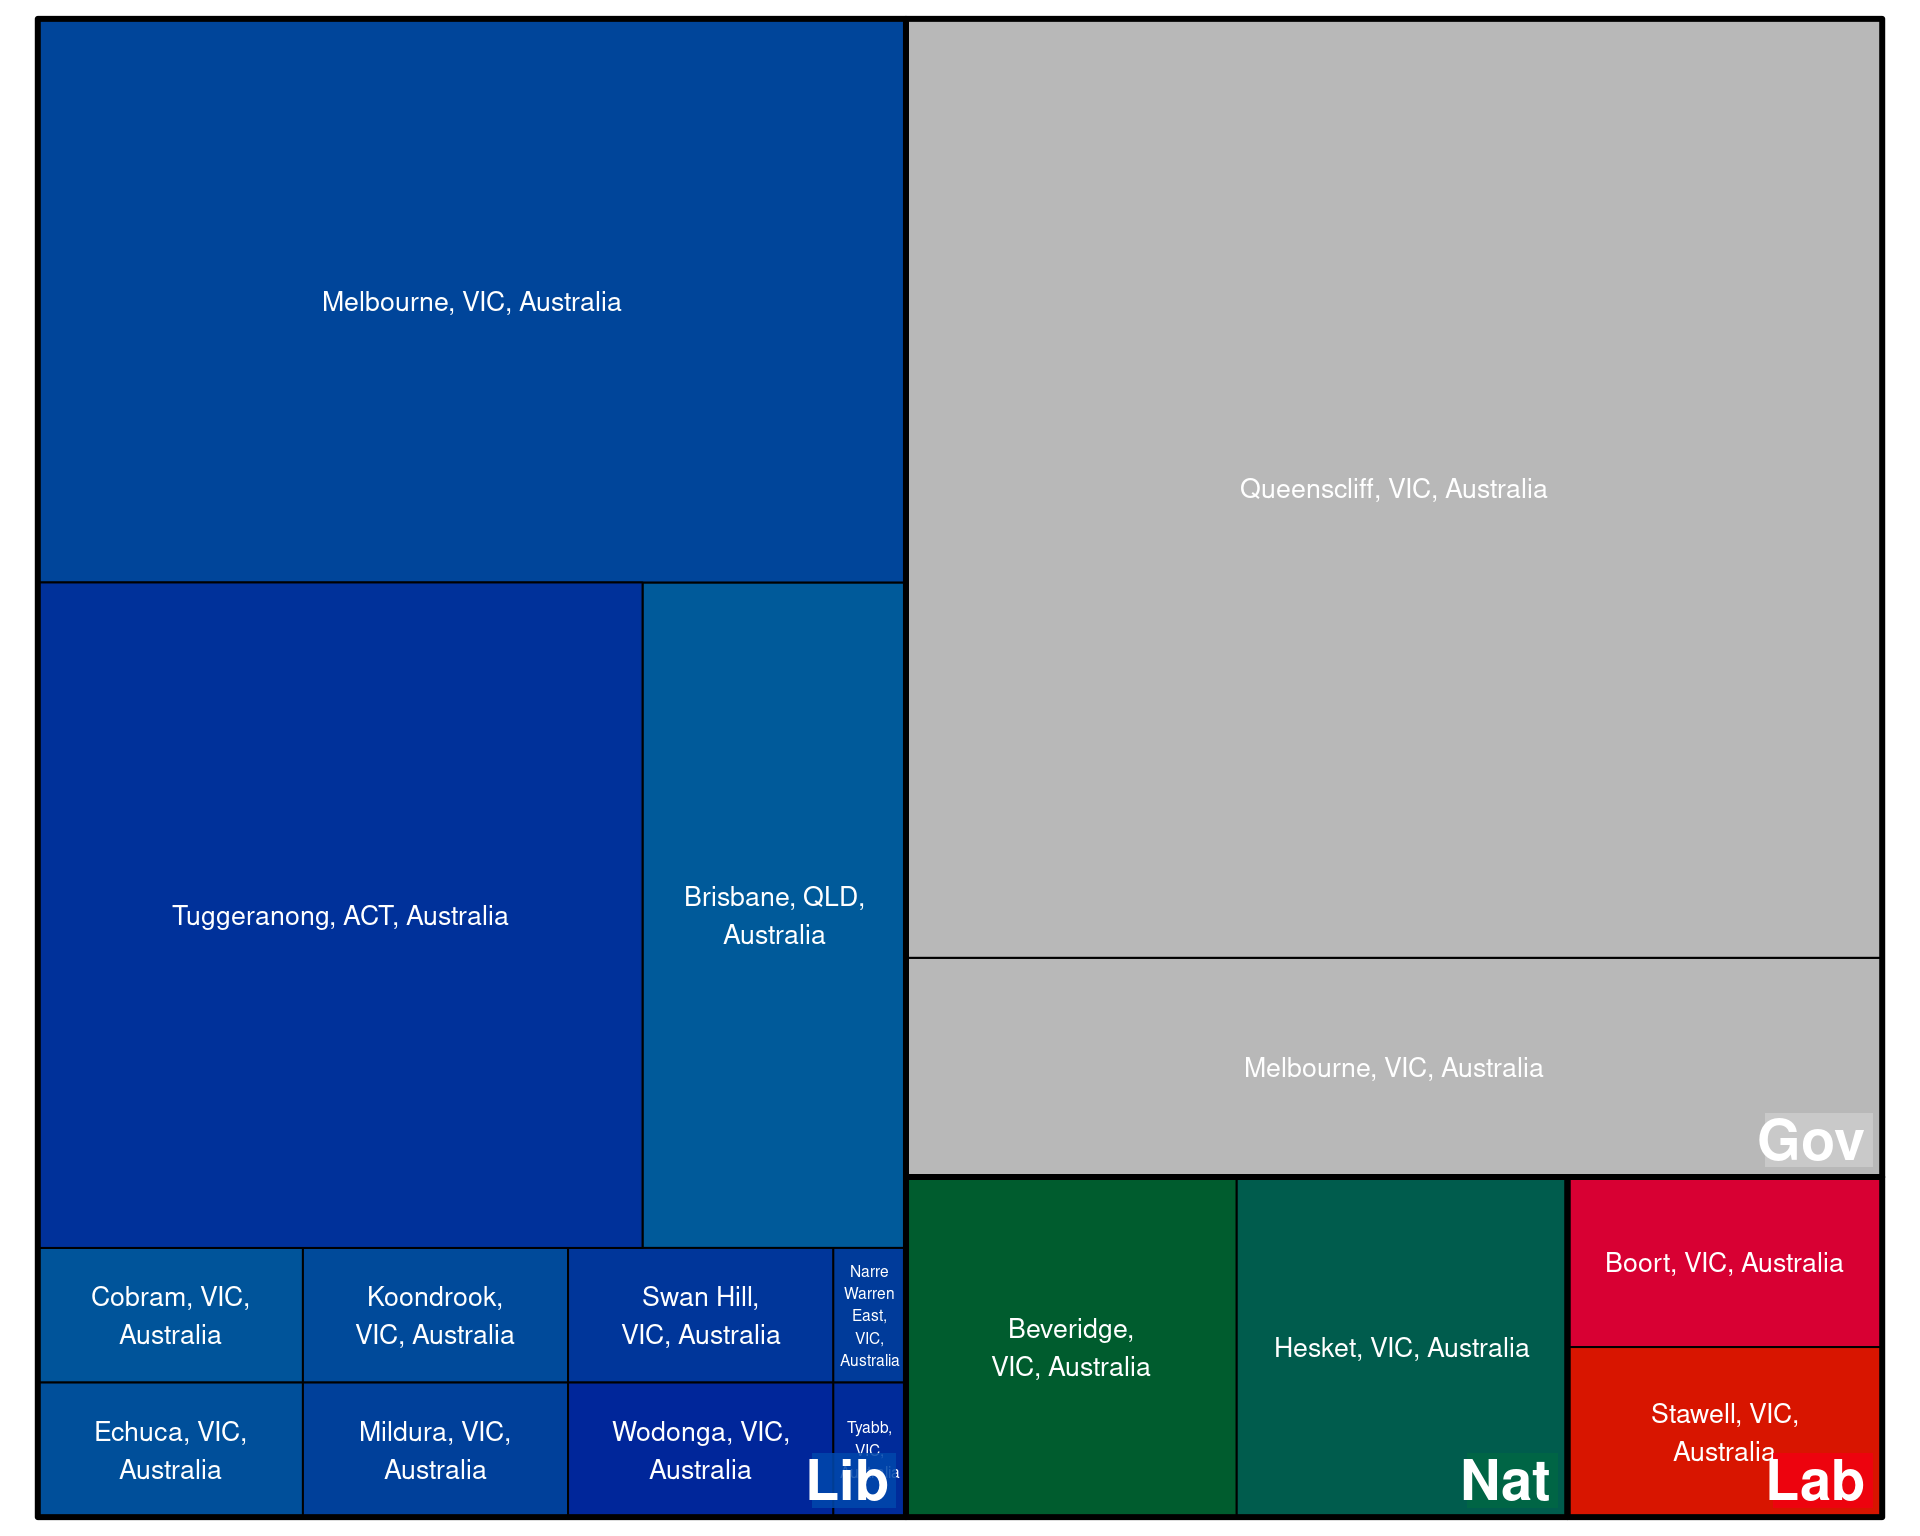 Melbourne, VIC, Australia
Tuggeranong, ACT, Australia
Brisbane, QLD,
Australia
Cobram, VIC,
Australia
Koondrook,
VIC, Australia
Swan Hill,
VIC, Australia
Narre
Warren
East,
VIC,
Australia
Echuca, VIC,
Australia
Mildura, VIC,
Australia
Wodonga, VIC,
Australia
Tyabb,
VIC,
Lib
Queenscliff, VIC, Australia
Melbourne, VIC, Australia
Gov
Beveridge,
VIC, Australia
Hesket, VIC, Australia
Nat
Boort, VIC, Australia
Stawell, VIC,
Australia
Lab